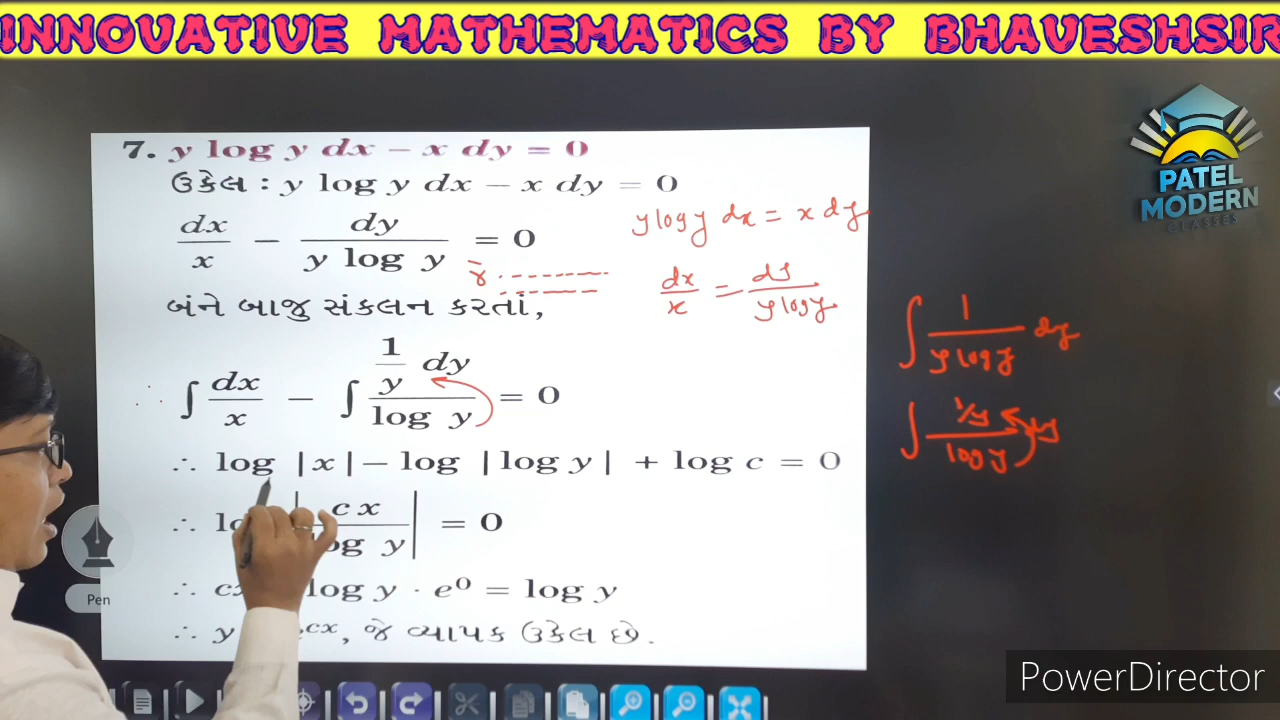 INNOVATIVE MATHEMATICS BY BHAVESHSIR
PATEL
MODERN
CLASSES
7. y log y dx – x dy = 0
ઉકેલ : y log y dx – x dy = 0
dx/x – dy/(y log y) = 0
y log y dx = x dy
dx/x = dy/(y log y)
બંને બાજુ સંકલન કરતાં,
∫ dx/x – ∫ (1/y dy)/(log y) = 0
∫ 1/(y log y) dy
∫ (1/y)/(log y) dy
∴ log |x| – log |log y| + log c = 0
∴ |cx/log y| = 0
∴ log y · e⁰ = log y
∴ y cx, જે વ્યાપક ઉકેલ છે.
Pen
PowerDirector